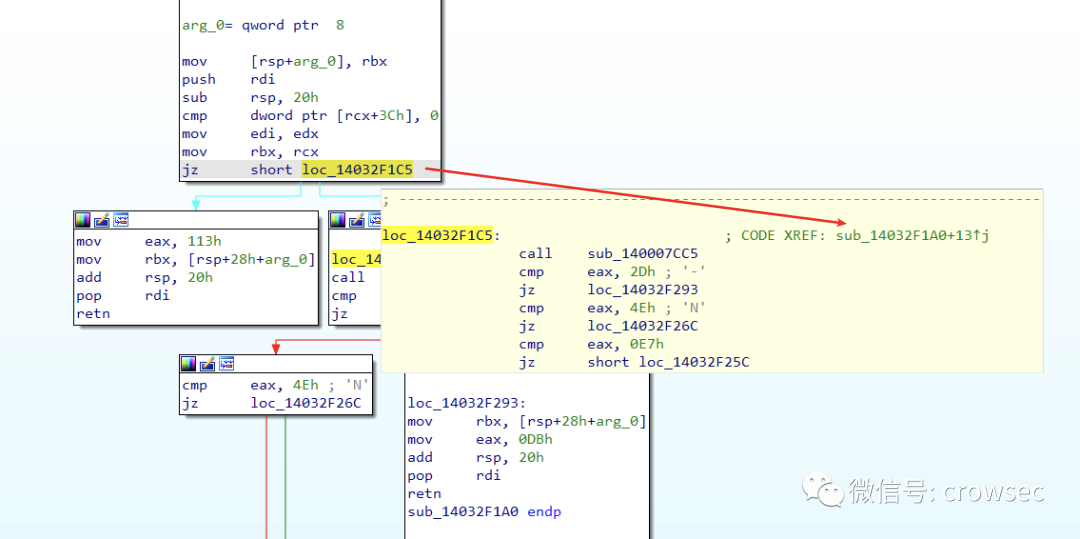 arg_0= qword ptr  8
mov     [rsp+arg_0], rbx
push    rdi
sub     rsp, 20h
cmp     dword ptr [rcx+3Ch], 0
mov     edi, edx
mov     rbx, rcx
jz      short loc_14032F1C5
; ---------------------------------------------------------------------------
loc_14032F1C5:                          ; CODE XREF: sub_14032F1A0+13↑j
call    sub_140007CC5
cmp     eax, 2Dh ; '-'
jz      loc_14032F293
cmp     eax, 4Eh ; 'N'
jz      loc_14032F26C
cmp     eax, 0E7h
jz      short loc_14032F25C
mov     eax, 113h
mov     rbx, [rsp+28h+arg_0]
add     rsp, 20h
pop     rdi
retn
loc_14
call
cmp
jz
cmp     eax, 4Eh ; 'N'
jz      loc_14032F26C
loc_14032F293:
mov     rbx, [rsp+28h+arg_0]
mov     eax, 0DBh
add     rsp, 20h
pop     rdi
retn
sub_14032F1A0 endp
微信号: crowsec